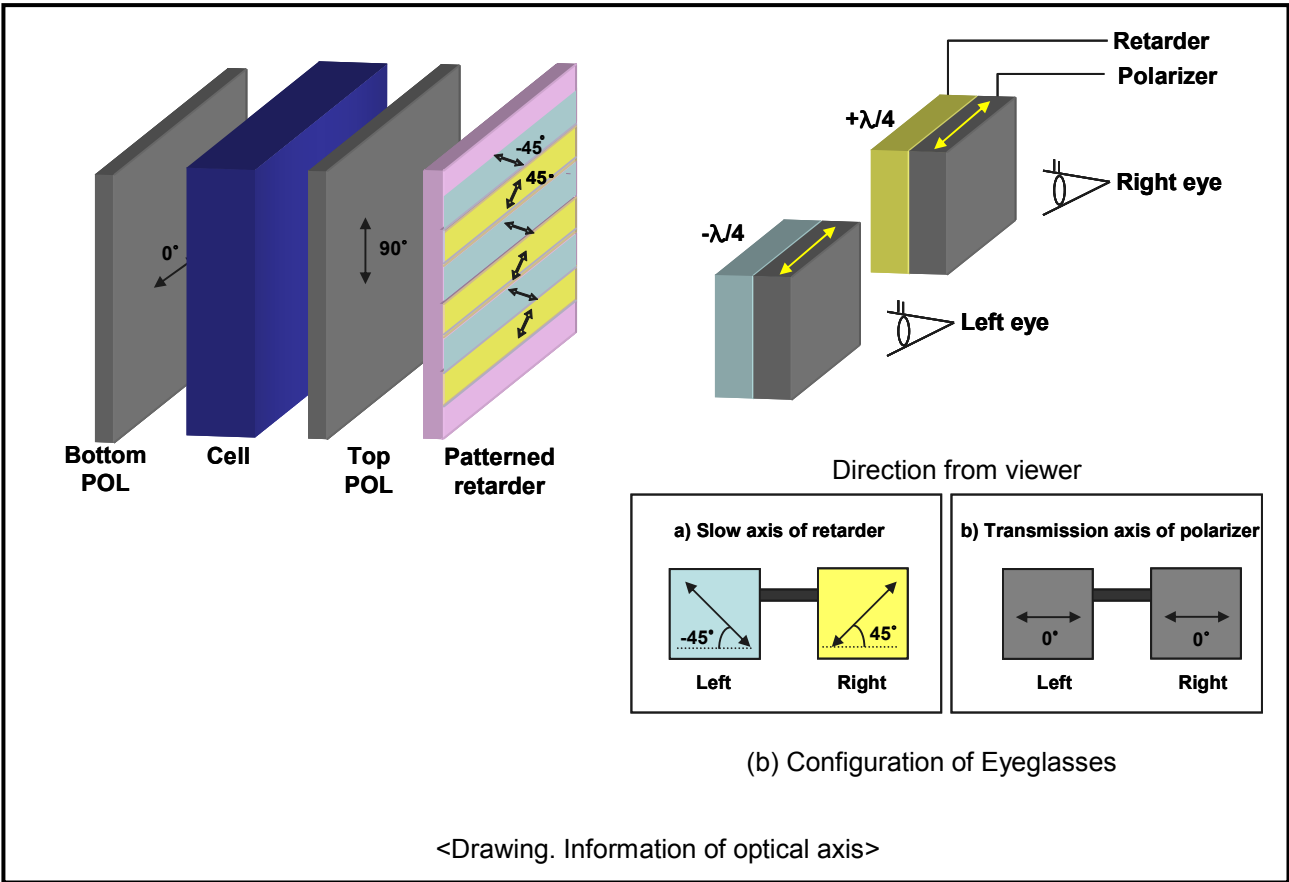 Retarder
Polarizer
+λ/4
-45˚
45˚
Right eye
0˚
90˚
-λ/4
Left eye
Bottom
POL
Cell
Top
POL
Patterned
retarder
Direction from viewer
a) Slow axis of retarder
-45˚
45˚
Left
Right
b) Transmission axis of polarizer
0˚
0˚
Left
Right
(b) Configuration of Eyeglasses
<Drawing. Information of optical axis>